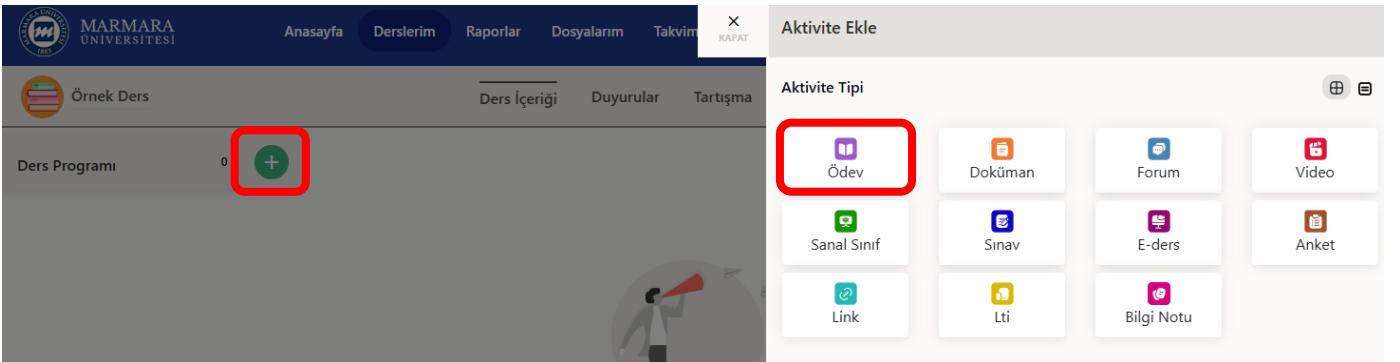 MARMARA
ÜNİVERSİTESİ
Anasayfa
Derslerim
Raporlar
Dosyalarım
Takvim
KAPAT
Örnek Ders
Ders İçeriği
Duyurular
Tartışma
Ders Programı
0
Aktivite Ekle
Aktivite Tipi
Ödev
Doküman
Forum
Video
Sanal Sınıf
Sınav
E-ders
Anket
Link
Lti
Bilgi Notu